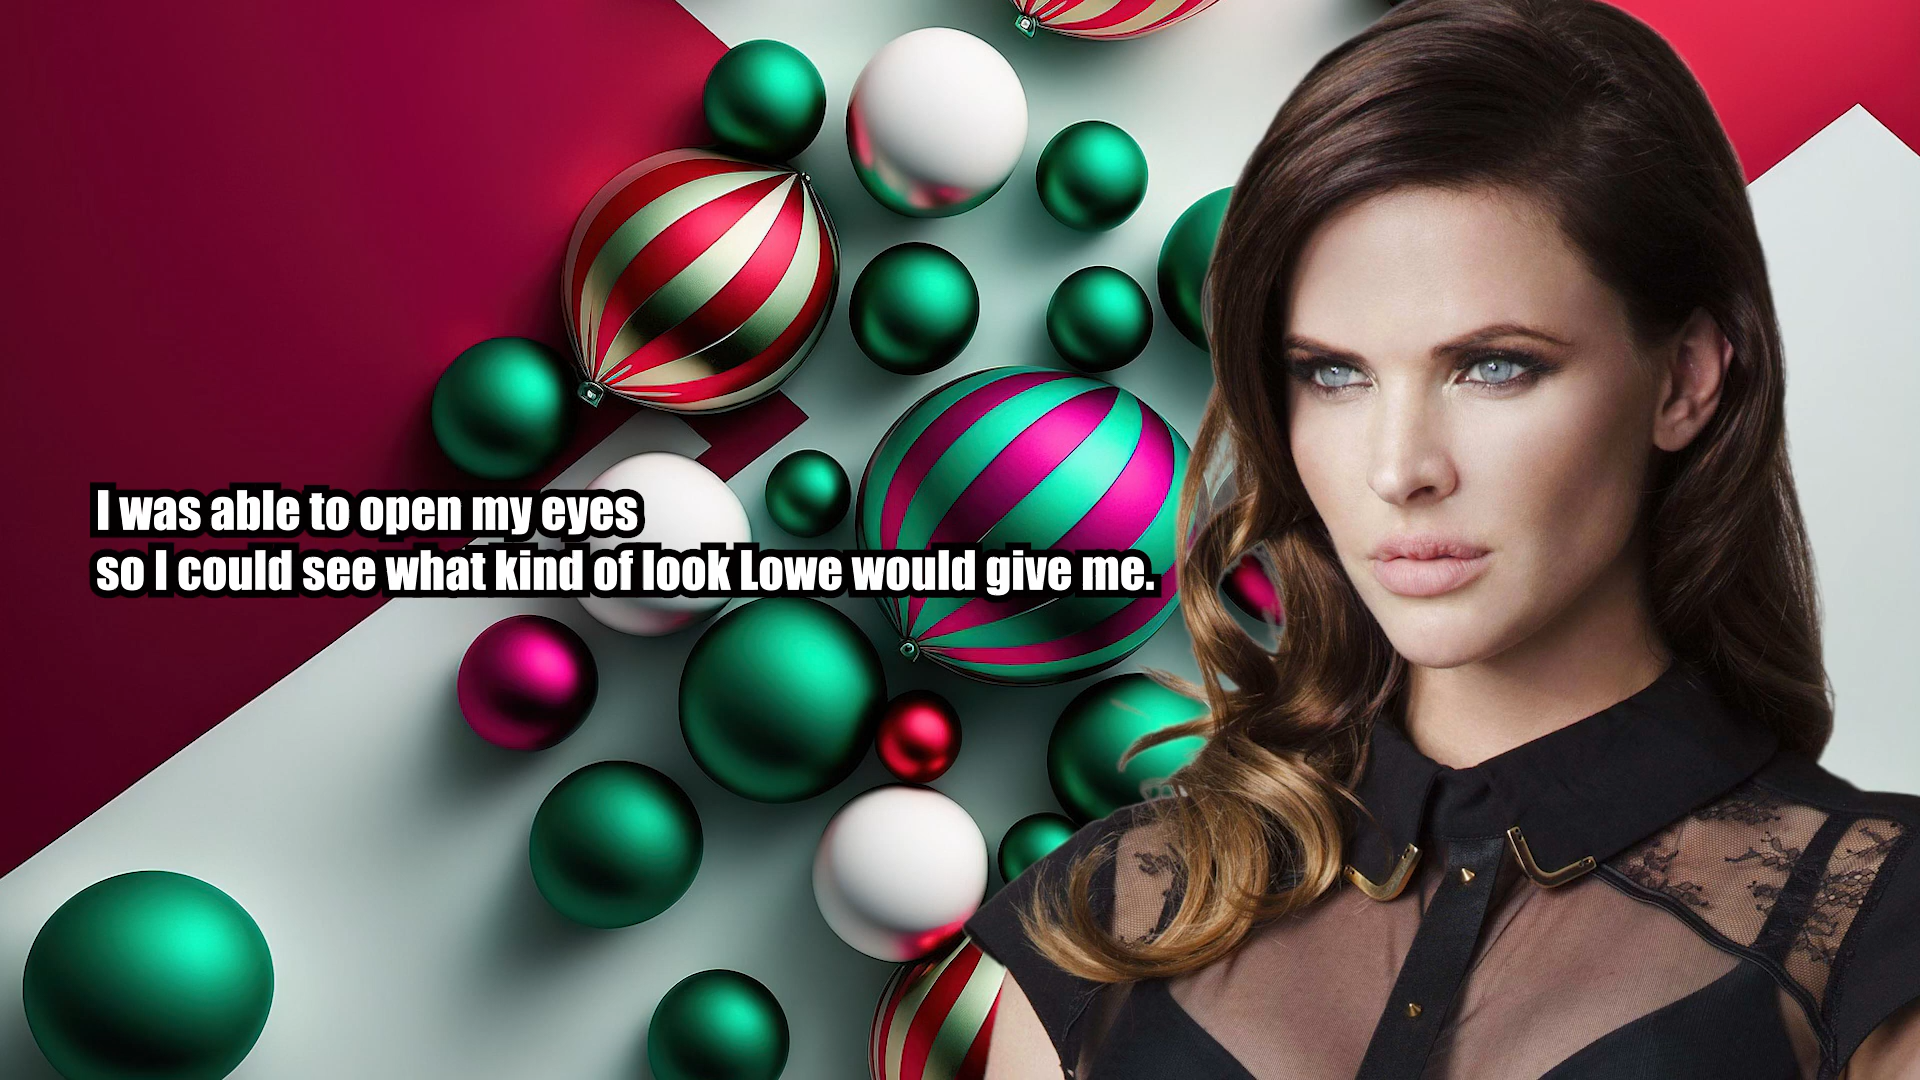 I was able to open my eyes
so I could see what kind of look Lowe would give me.